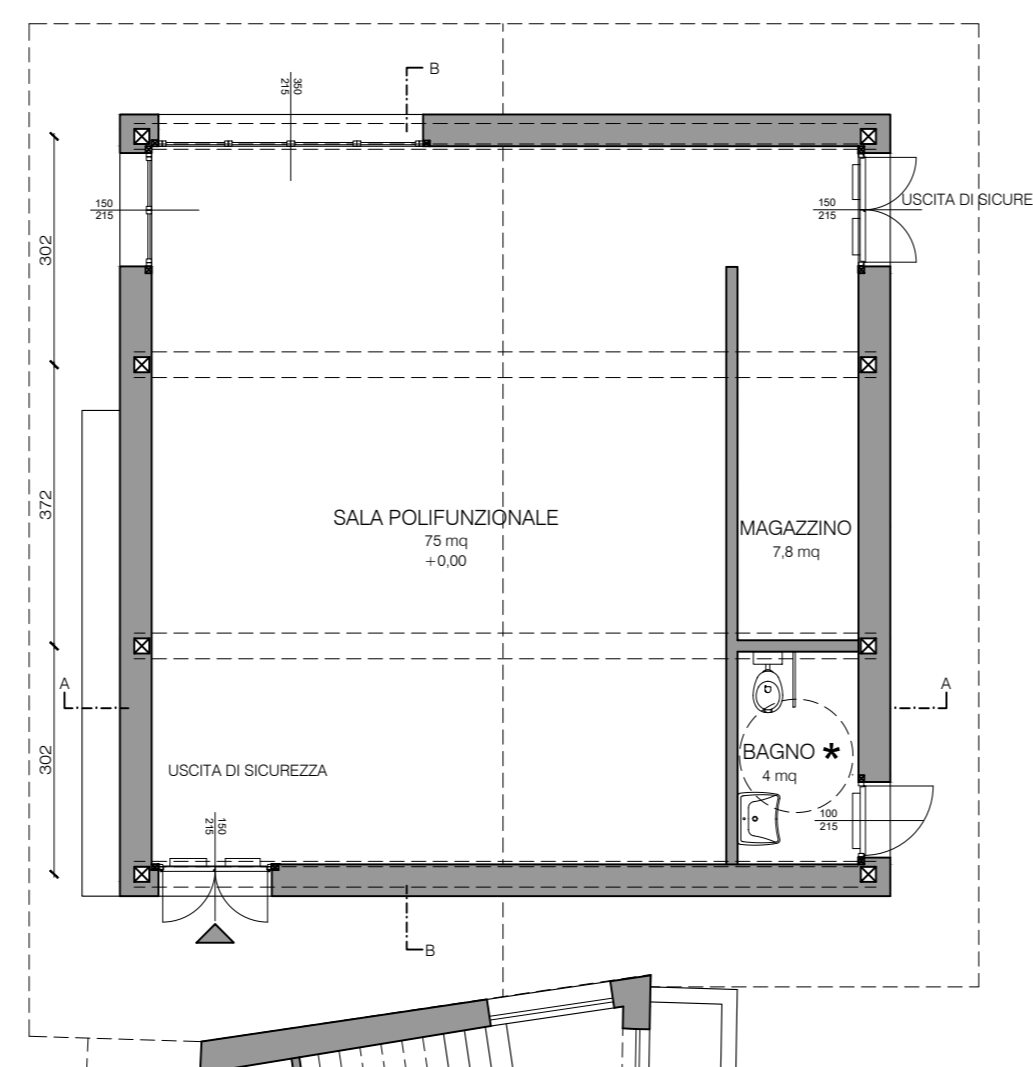 B
350
215
150
215
150
215
USCITA DI SICURE
302
372
302
SALA POLIFUNZIONALE
75 mq
+0,00
MAGAZZINO
7,8 mq
A
A
BAGNO *
4 mq
USCITA DI SICUREZZA
150
215
100
215
B